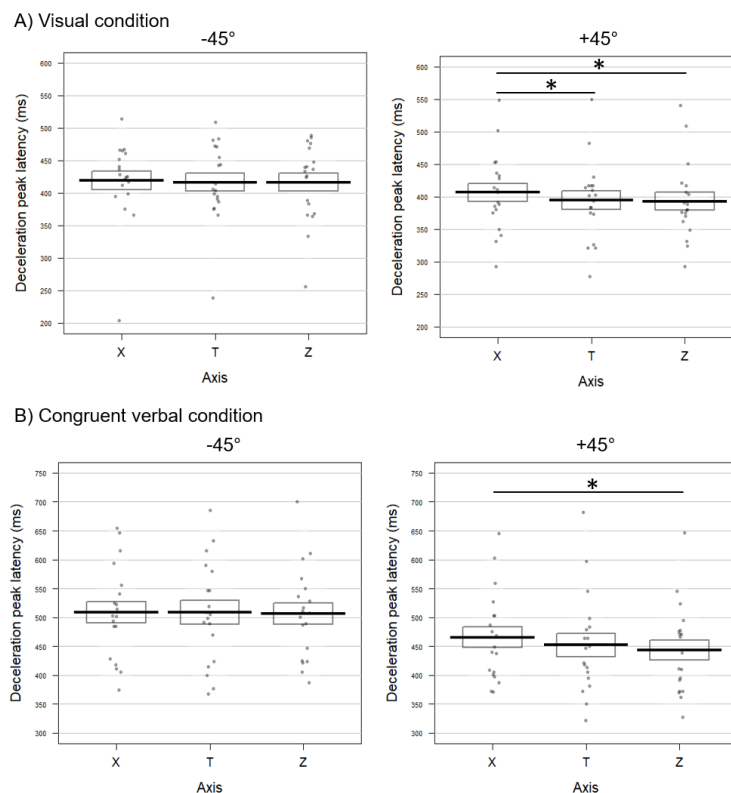 A) Visual condition
-45°
+45°
Deceleration peak latency (ms)
600
550
500
450
400
350
300
250
200
X
T
Z
Axis
Deceleration peak latency (ms)
600
550
500
450
400
350
300
250
200
*
*
X
T
Z
Axis
B) Congruent verbal condition
-45°
+45°
Deceleration peak latency (ms)
750
700
650
600
550
500
450
400
350
300
X
T
Z
Axis
Deceleration peak latency (ms)
750
700
650
600
550
500
450
400
350
300
*
X
T
Z
Axis